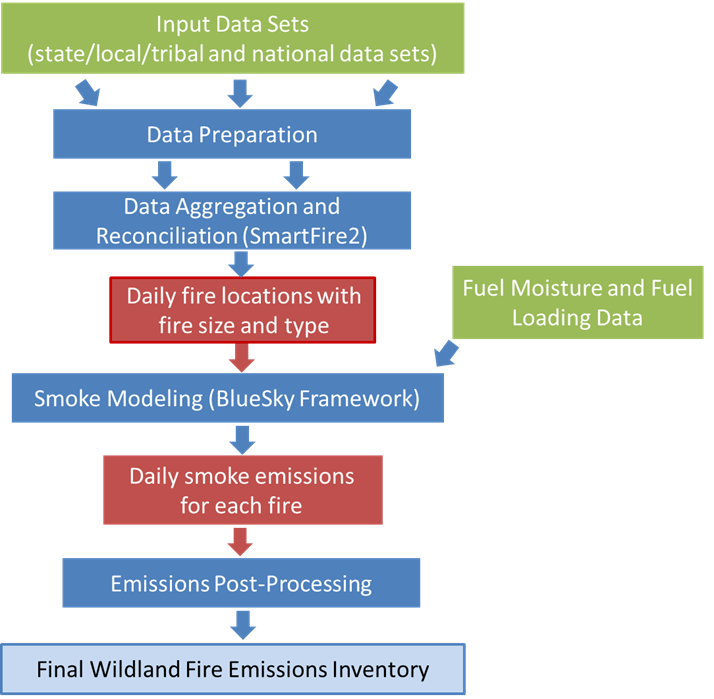 Input Data Sets
(state/local/tribal and national data sets)
Data Preparation
Data Aggregation and
Reconciliation (SmartFire2)
Daily fire locations with
fire size and type
Fuel Moisture and Fuel
Loading Data
Smoke Modeling (BlueSky Framework)
Daily smoke emissions
for each fire
Emissions Post-Processing
Final Wildland Fire Emissions Inventory